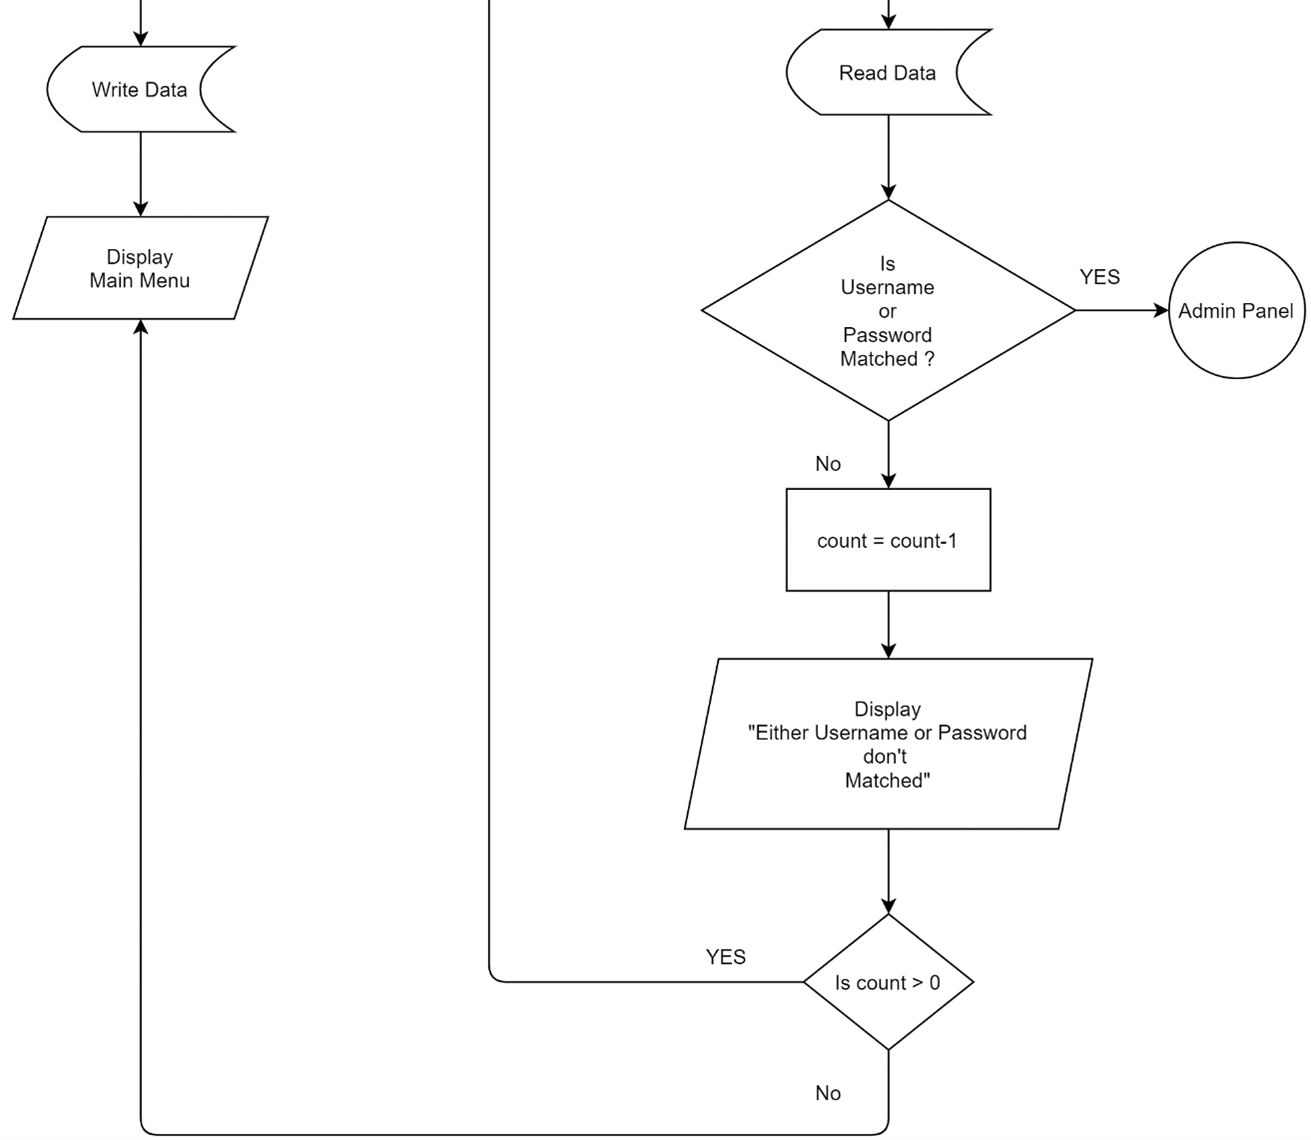 Write Data
Display
Main Menu
Read Data
Is
Username
or
Password
Matched ?
YES
Admin Panel
No
count = count-1
Display
"Either Username or Password
don't
Matched"
YES
Is count > 0
No